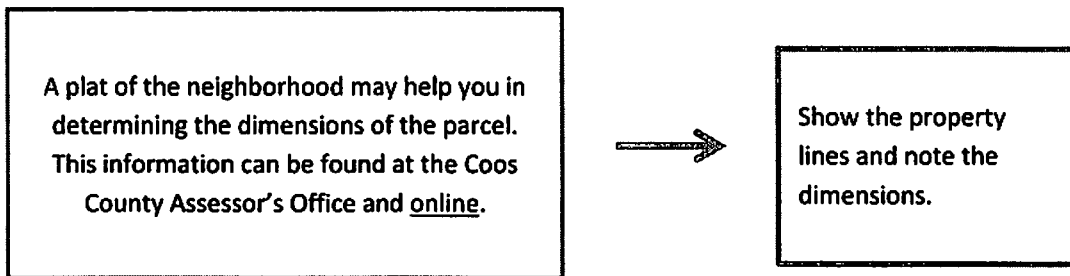 A plat of the neighborhood may help you in
determining the dimensions of the parcel.
This information can be found at the Coos
County Assessor's Office and online.
Show the property
lines and note the
dimensions.